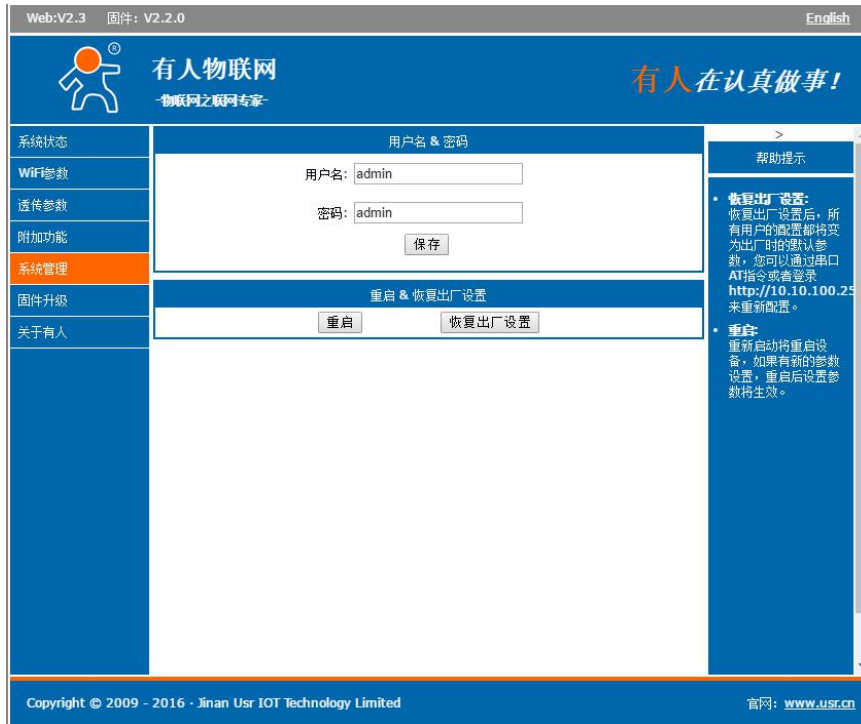 Web:V2.3 固件：V2.2.0 English
®
有人物联网
-物联网之联网专家-
有人在认真做事！
系统状态
WiFi参数
透传参数
附加功能
系统管理
固件升级
关于有人
用户名 & 密码
用户名： admin
密码： admin
保存
重启 & 恢复出厂设置
重启 恢复出厂设置
>
帮助提示
• 恢复出厂设置:
恢复出厂设置后，所
有用户的配置都将变
为出厂时的默认参
数，您可以通过串口
AT指令或者登录
http://10.10.100.25
来重新配置。
• 重启:
重新启动将重启设
备，如果有新的参数
设置，重启后设置参
数将生效。
Copyright © 2009 - 2016 · Jinan Usr IOT Technology Limited 官网：www.usr.cn